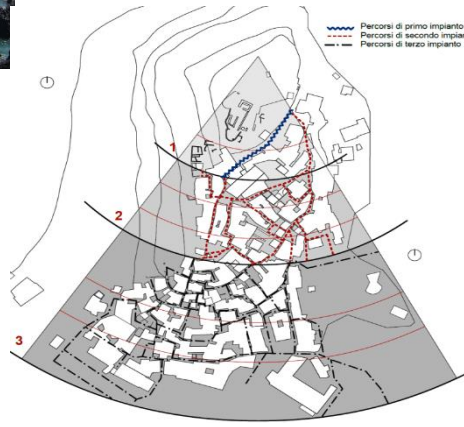 Percorsi di primo impianto
Percorsi di secondo impian
Percorsi di terzo impianto
1
2
3